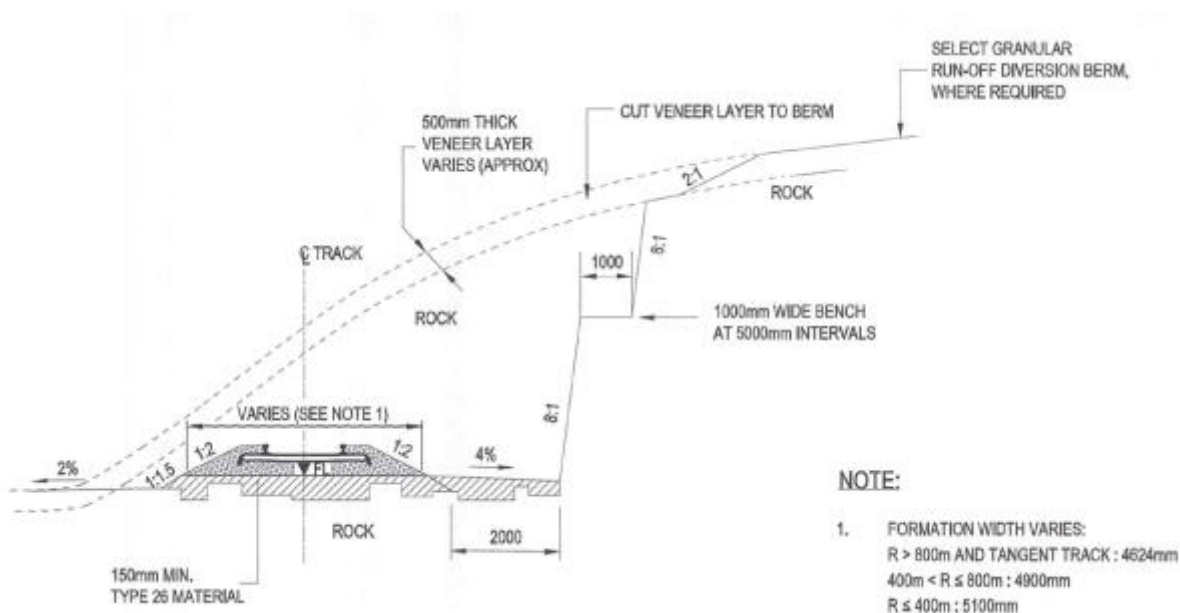 SELECT GRANULAR
RUN-OFF DIVERSION BERM,
WHERE REQUIRED
CUT VENEER LAYER TO BERM
500mm THICK
VENEER LAYER
VARIES (APPROX)
2:1
ROCK
℄ TRACK
8:1
1000
ROCK
1000mm WIDE BENCH
AT 5000mm INTERVALS
VARIES (SEE NOTE 1)
8:1
1:2
1:2
2%
1:1.5
FL
4%
ROCK
2000
150mm MIN.
TYPE 26 MATERIAL
NOTE:
1. FORMATION WIDTH VARIES:
R > 800m AND TANGENT TRACK : 4624mm
400m < R ≤ 800m : 4900mm
R ≤ 400m : 5100mm